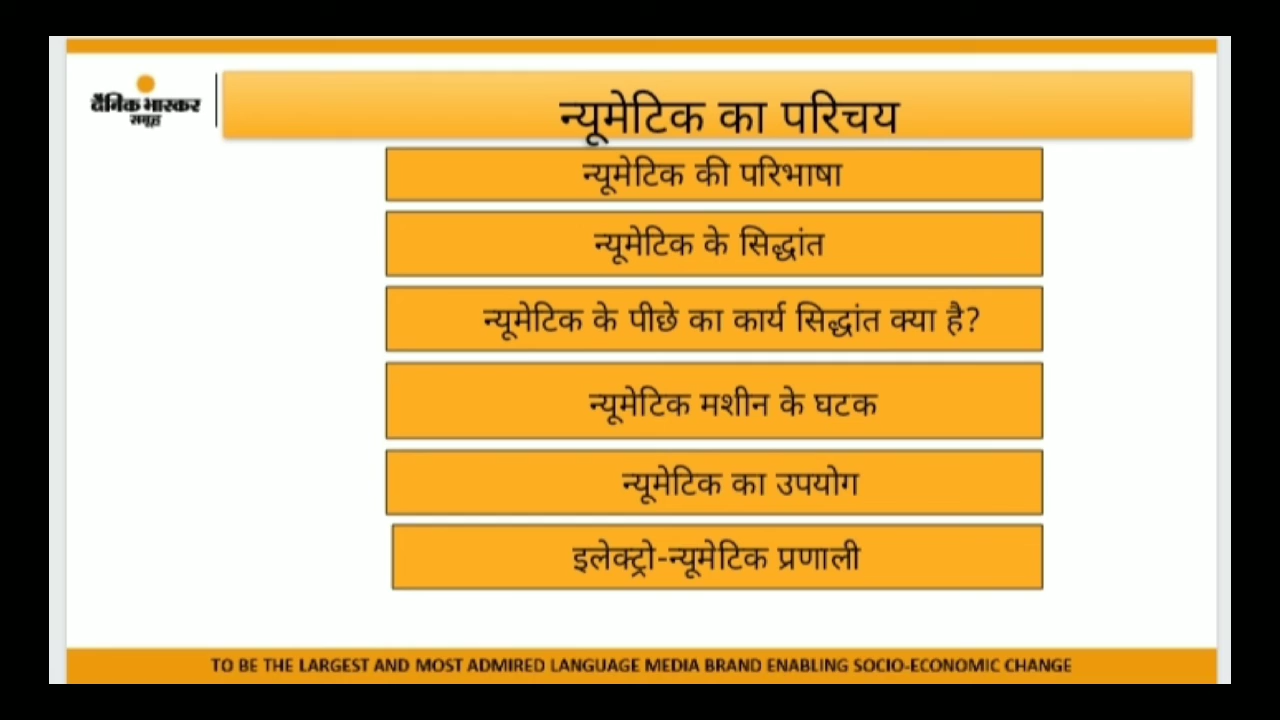 दैनिक भास्कर
समूह
न्यूमेटिक का परिचय
न्यूमेटिक की परिभाषा
न्यूमेटिक के सिद्धांत
न्यूमेटिक के पीछे का कार्य सिद्धांत क्या है?
न्यूमेटिक मशीन के घटक
न्यूमेटिक का उपयोग
इलेक्ट्रो-न्यूमेटिक प्रणाली
TO BE THE LARGEST AND MOST ADMIRED LANGUAGE MEDIA BRAND ENABLING SOCIO-ECONOMIC CHANGE